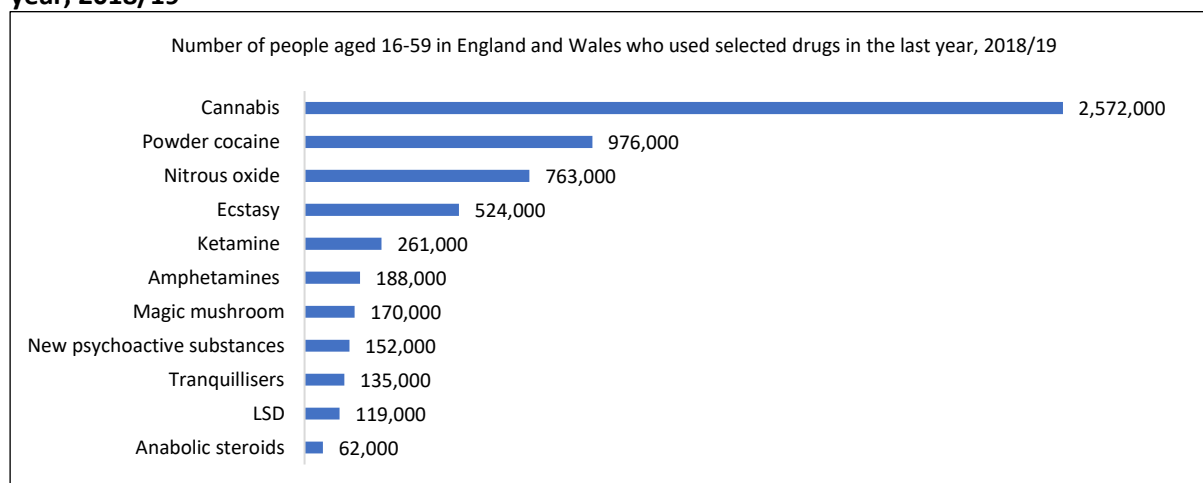 year, 2018/19
Number of people aged 16-59 in England and Wales who used selected drugs in the last year, 2018/19
Cannabis 2,572,000
Powder cocaine 976,000
Nitrous oxide 763,000
Ecstasy 524,000
Ketamine 261,000
Amphetamines 188,000
Magic mushroom 170,000
New psychoactive substances 152,000
Tranquillisers 135,000
LSD 119,000
Anabolic steroids 62,000